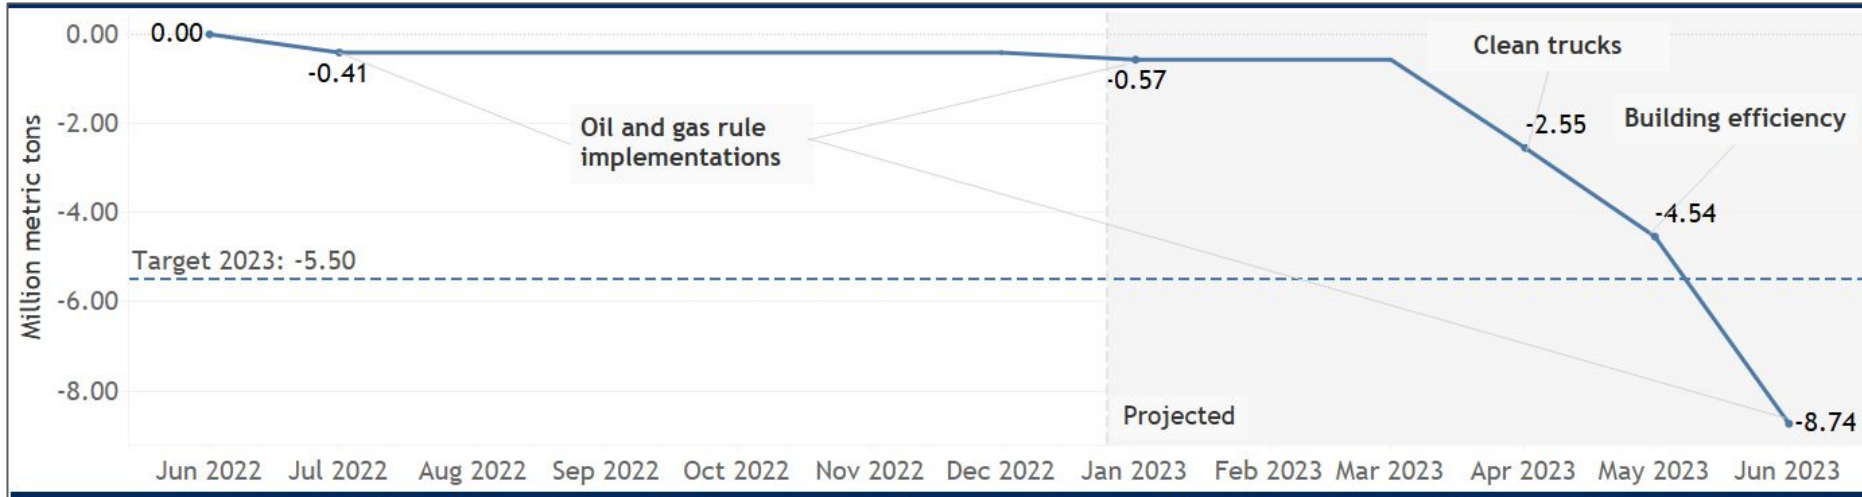 Million metric tons
0.00
-2.00
-4.00
-6.00
-8.00
0.00
-0.41
Oil and gas rule
implementations
-0.57
Clean trucks
-2.55
Building efficiency
-4.54
Target 2023: -5.50
Projected
-8.74
Jun 2022
Jul 2022
Aug 2022
Sep 2022
Oct 2022
Nov 2022
Dec 2022
Jan 2023
Feb 2023
Mar 2023
Apr 2023
May 2023
Jun 2023